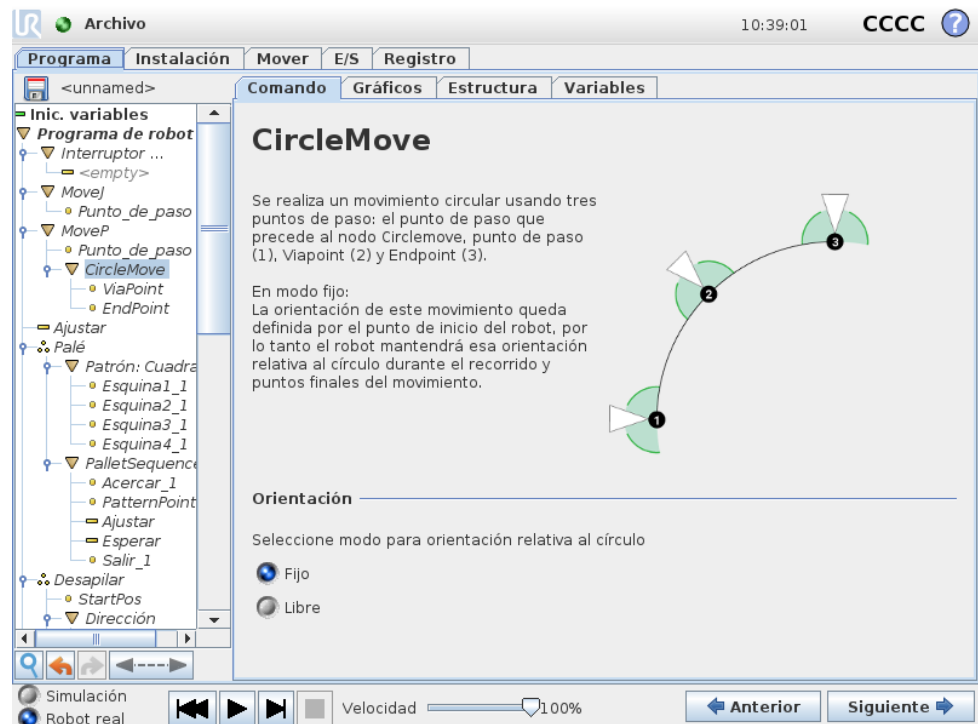 UR Archivo 10:39:01 CCCC ?
Programa Instalación Mover E/S Registro
<unnamed>
Comando Gráficos Estructura Variables
Inic. variables
Programa de robot
Interruptor ...
<empty>
MoveJ
Punto_de_paso
MoveP
Punto_de_paso
CircleMove
ViaPoint
EndPoint
Ajustar
Palé
Patrón: Cuadra
Esquina1_1
Esquina2_1
Esquina3_1
Esquina4_1
PalletSequence
Acercar_1
PatternPoint
Ajustar
Esperar
Salir_1
Desapilar
StartPos
Dirección
CircleMove
Se realiza un movimiento circular usando tres
puntos de paso: el punto de paso que
precede al nodo Circlemove, punto de paso
(1), Viapoint (2) y Endpoint (3).
En modo fijo:
La orientación de este movimiento queda
definida por el punto de inicio del robot, por
lo tanto el robot mantendrá esa orientación
relativa al círculo durante el recorrido y
puntos finales del movimiento.
3
2
1
Orientación
Seleccione modo para orientación relativa al círculo
Fijo
Libre
Simulación
Robot real
Velocidad 100%
Anterior Siguiente